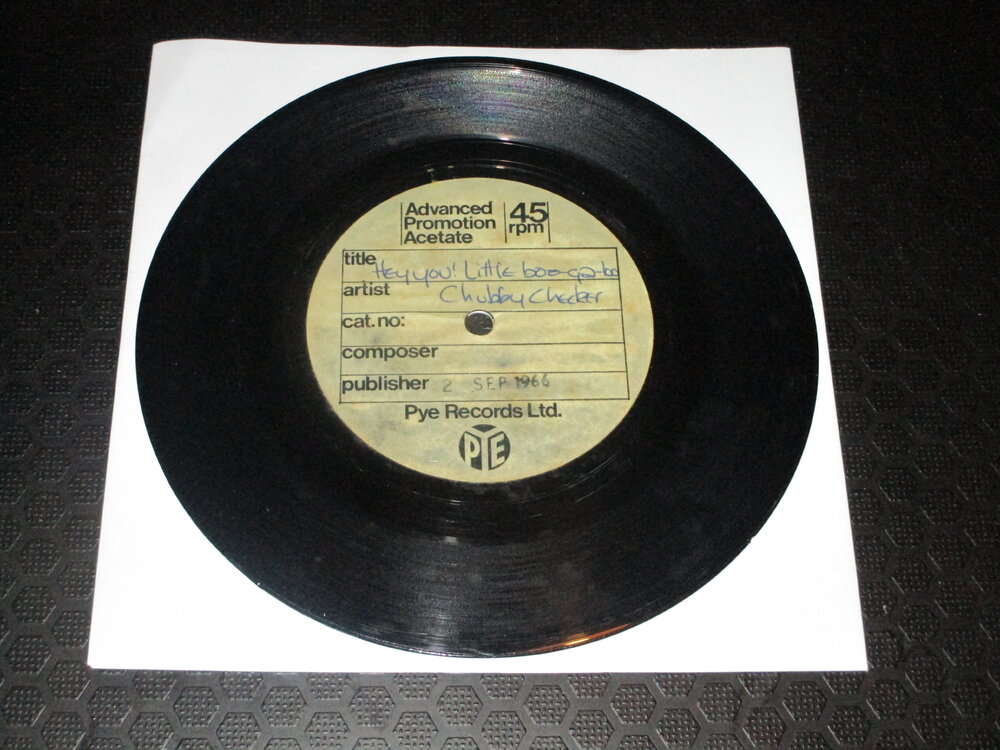 Advanced
Promotion
Acetate
45
rpm
title Hey you! Little boo-ga-boo
artist Chubby Checker
cat.no:
composer
publisher 2 SEP 1966
Pye Records Ltd.
PYE